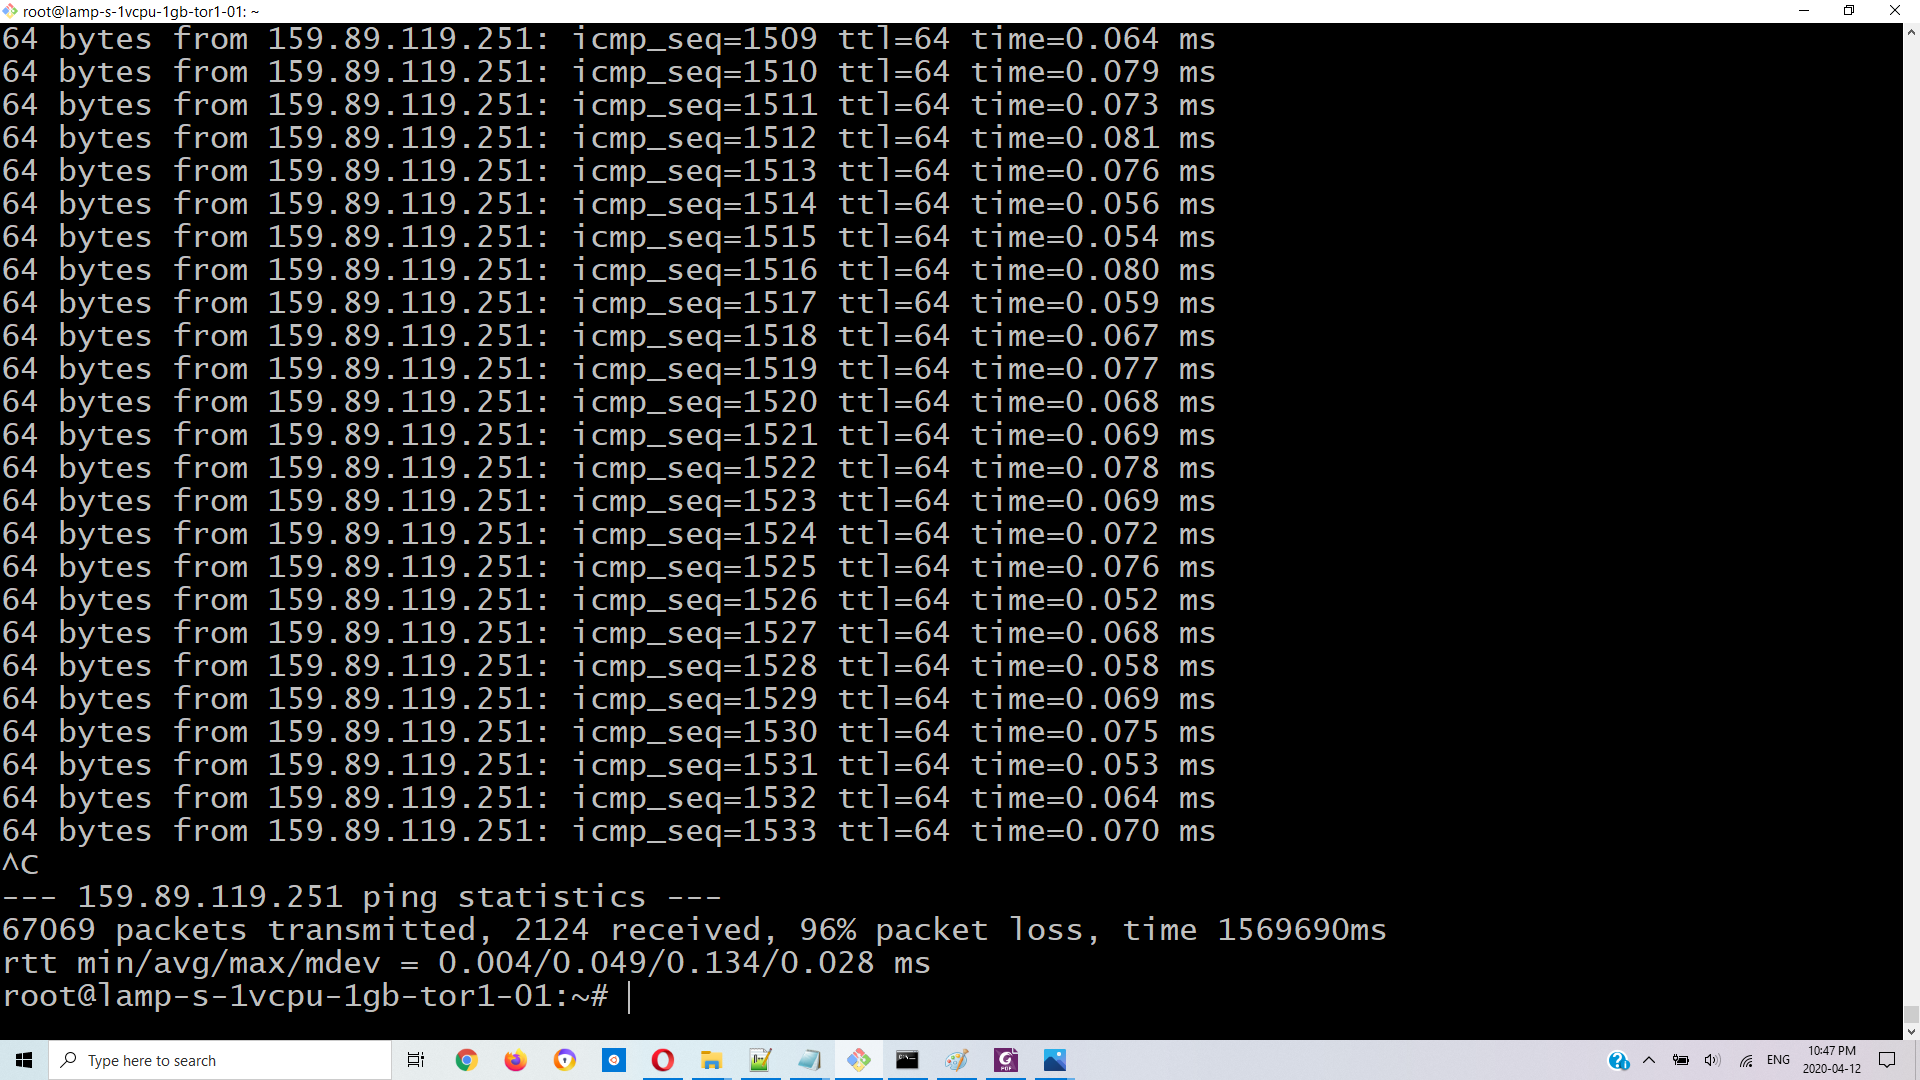 root@lamp-s-1vcpu-1gb-tor1-01: ~
64 bytes from 159.89.119.251: icmp_seq=1509 ttl=64 time=0.064 ms
64 bytes from 159.89.119.251: icmp_seq=1510 ttl=64 time=0.079 ms
64 bytes from 159.89.119.251: icmp_seq=1511 ttl=64 time=0.073 ms
64 bytes from 159.89.119.251: icmp_seq=1512 ttl=64 time=0.081 ms
64 bytes from 159.89.119.251: icmp_seq=1513 ttl=64 time=0.076 ms
64 bytes from 159.89.119.251: icmp_seq=1514 ttl=64 time=0.056 ms
64 bytes from 159.89.119.251: icmp_seq=1515 ttl=64 time=0.054 ms
64 bytes from 159.89.119.251: icmp_seq=1516 ttl=64 time=0.080 ms
64 bytes from 159.89.119.251: icmp_seq=1517 ttl=64 time=0.059 ms
64 bytes from 159.89.119.251: icmp_seq=1518 ttl=64 time=0.067 ms
64 bytes from 159.89.119.251: icmp_seq=1519 ttl=64 time=0.077 ms
64 bytes from 159.89.119.251: icmp_seq=1520 ttl=64 time=0.068 ms
64 bytes from 159.89.119.251: icmp_seq=1521 ttl=64 time=0.069 ms
64 bytes from 159.89.119.251: icmp_seq=1522 ttl=64 time=0.078 ms
64 bytes from 159.89.119.251: icmp_seq=1523 ttl=64 time=0.069 ms
64 bytes from 159.89.119.251: icmp_seq=1524 ttl=64 time=0.072 ms
64 bytes from 159.89.119.251: icmp_seq=1525 ttl=64 time=0.076 ms
64 bytes from 159.89.119.251: icmp_seq=1526 ttl=64 time=0.052 ms
64 bytes from 159.89.119.251: icmp_seq=1527 ttl=64 time=0.068 ms
64 bytes from 159.89.119.251: icmp_seq=1528 ttl=64 time=0.058 ms
64 bytes from 159.89.119.251: icmp_seq=1529 ttl=64 time=0.069 ms
64 bytes from 159.89.119.251: icmp_seq=1530 ttl=64 time=0.075 ms
64 bytes from 159.89.119.251: icmp_seq=1531 ttl=64 time=0.053 ms
64 bytes from 159.89.119.251: icmp_seq=1532 ttl=64 time=0.064 ms
64 bytes from 159.89.119.251: icmp_seq=1533 ttl=64 time=0.070 ms
^C
--- 159.89.119.251 ping statistics ---
67069 packets transmitted, 2124 received, 96% packet loss, time 1569690ms
rtt min/avg/max/mdev = 0.004/0.049/0.134/0.028 ms
root@lamp-s-1vcpu-1gb-tor1-01:~#
Type here to search
ENG
10:47 PM
2020-04-12